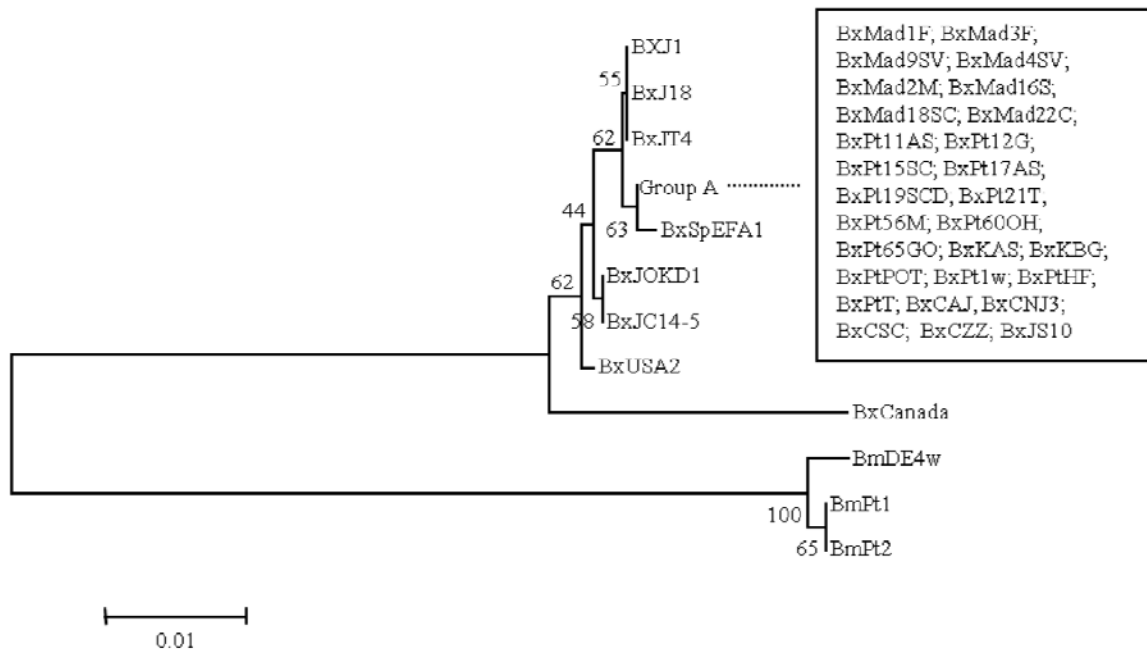 BXJ1
BxJ18
BxJT4
Group A
BxSpEFA1
BxJOKD1
BxJC14-5
BxUSA2
BxCanada
BmDE4w
BmPt1
BmPt2
55
62
63
44
58
62
100
65
0.01
BxMad1F; BxMad3F;
BxMad9SV; BxMad4SV;
BxMad2M; BxMad16S;
BxMad18SC; BxMad22C;
BxPt11AS; BxPt12G;
BxPt15SC; BxPt17AS;
BxPt19SCD, BxPt21T,
BxPt56M; BxPt60OH;
BxPt65GO; BxKAS; BxKBG;
BxPtPOT; BxPt1w; BxPtHF;
BxPtT; BxCAJ, BxCNJ3;
BxCSC; BxCZZ; BxJS10